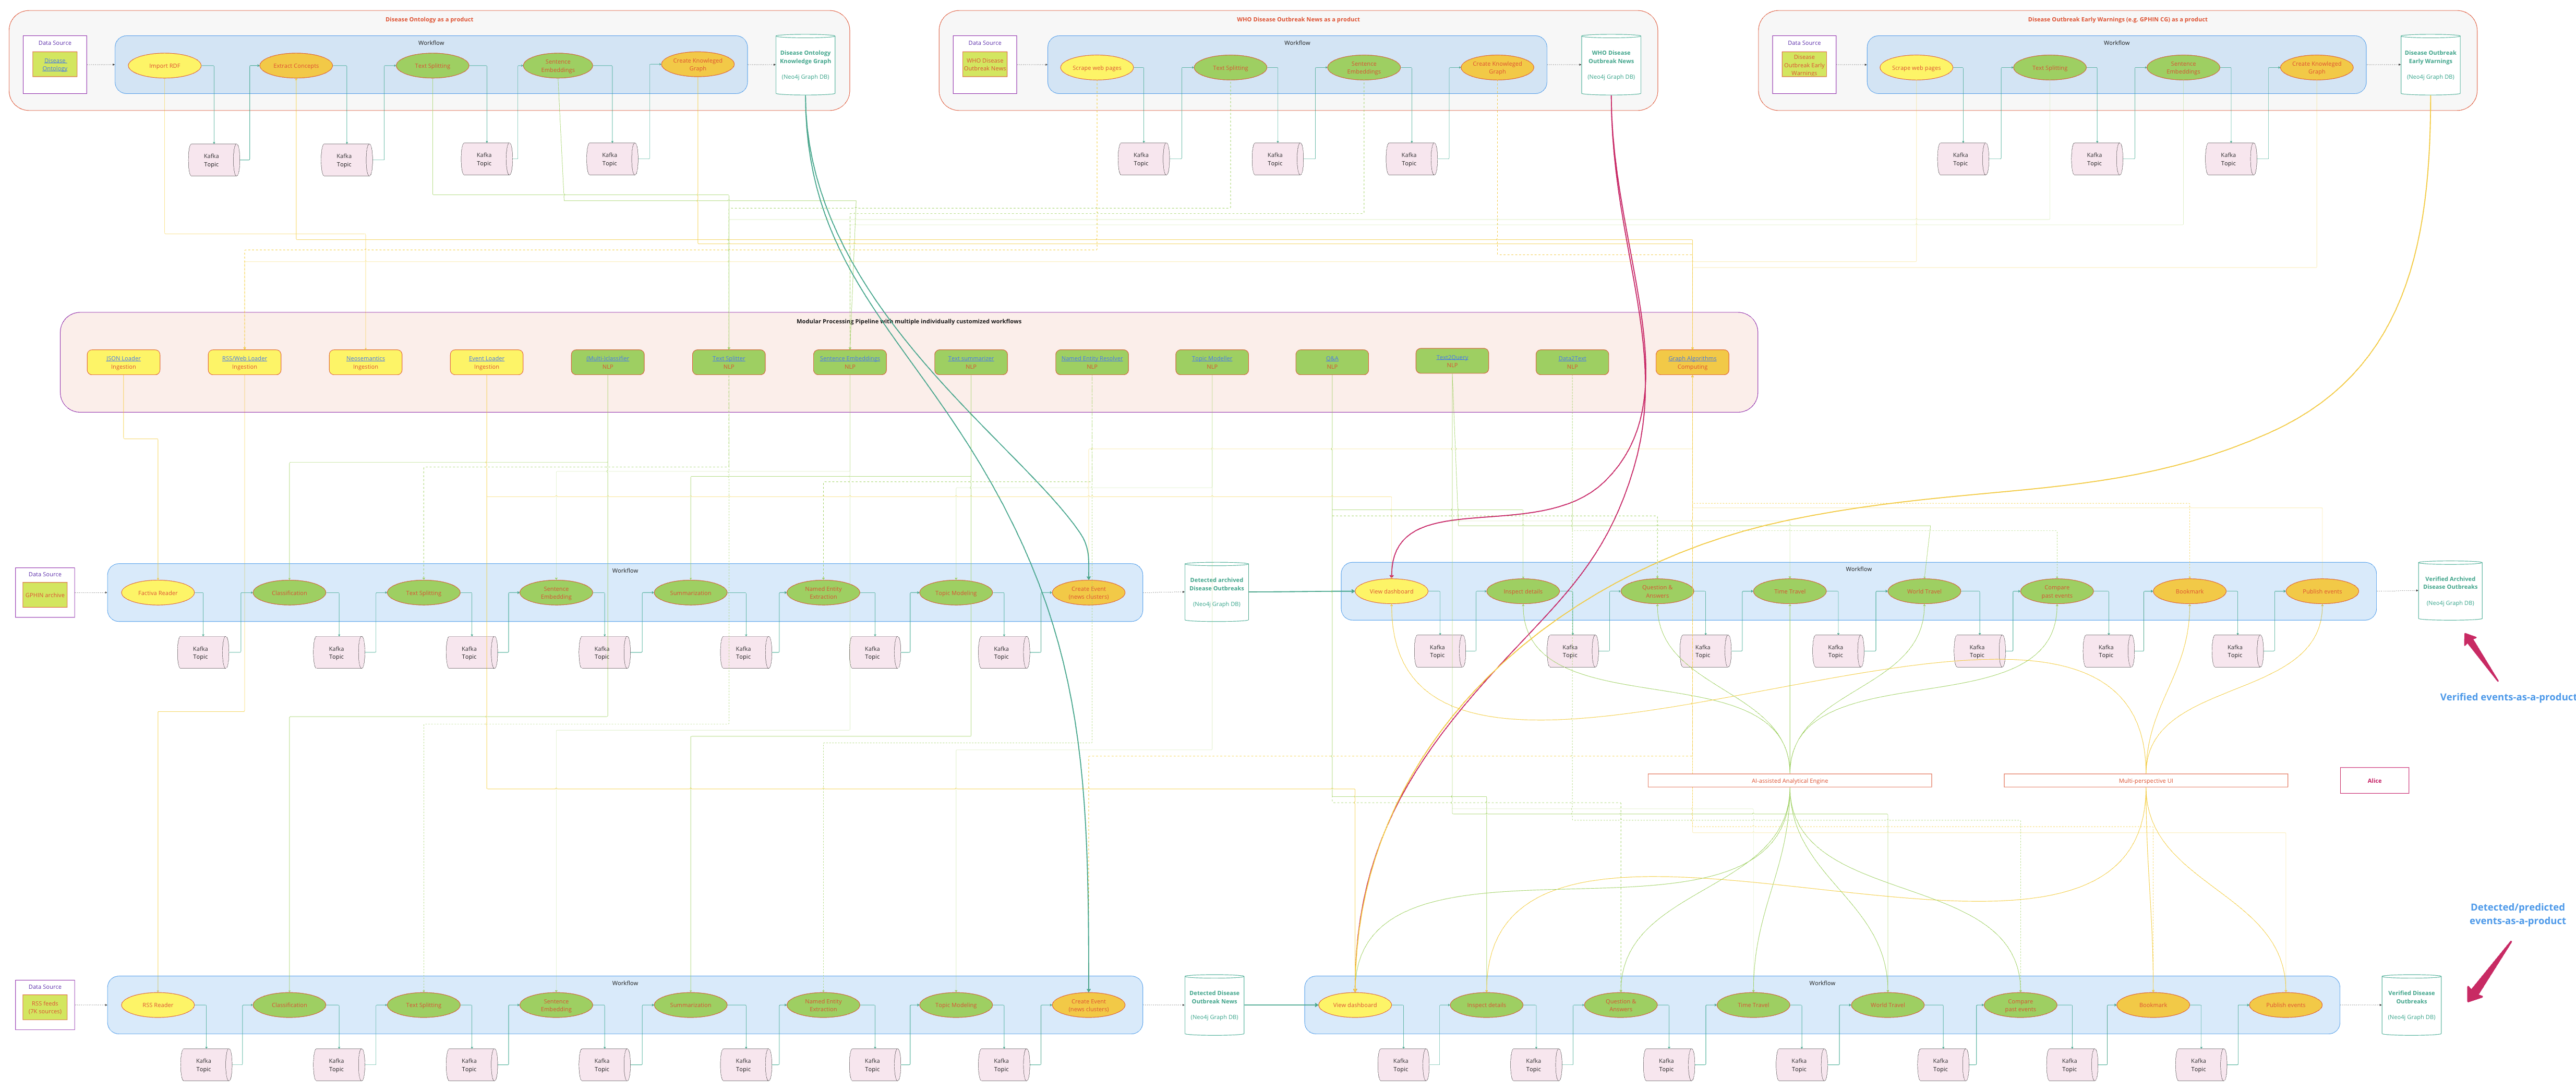 Disease Ontology as a product
Data Source
Disease
Ontology
Workflow
Import RDF
Extract Concepts
Text Splitting
Sentence
Embeddings
Create Knowleged
Graph
Disease Ontology
Knowledge Graph
(Neo4j Graph DB)
Kafka
Topic
Kafka
Topic
Kafka
Topic
Kafka
Topic
WHO Disease Outbreak News as a product
Data Source
WHO Disease
Outbreak News
Workflow
Scrape web pages
Text Splitting
Sentence
Embeddings
Create Knowleged
Graph
WHO Disease
Outbreak News
(Neo4j Graph DB)
Kafka
Topic
Kafka
Topic
Kafka
Topic
Disease Outbreak Early Warnings (e.g. GPHIN CG) as a product
Data Source
Disease
Outbreak Early
Warnings
Workflow
Scrape web pages
Text Splitting
Sentence
Embeddings
Create Knowleged
Graph
Disease Outbreak
Early Warnings
(Neo4j Graph DB)
Kafka
Topic
Kafka
Topic
Kafka
Topic
Modular Processing Pipeline with multiple individually customized workflows
JSON Loader
Ingestion
RSS/Web Loader
Ingestion
Neosemantics
Ingestion
Event Loader
Ingestion
(Multi-)classifier
NLP
Text Splitter
NLP
Sentence Embeddings
NLP
Text summarizer
NLP
Named Entity Resolver
NLP
Topic Modeller
NLP
Q&A
NLP
Text2Query
NLP
Data2Text
NLP
Graph Algorithms
Computing
Data Source
GPHIN archive
Workflow
Factiva Reader
Classification
Text Splitting
Sentence
Embedding
Summarization
Named Entity
Extraction
Topic Modeling
Create Event
(news clusters)
Detected archived
Disease Outbreaks
(Neo4j Graph DB)
Kafka
Topic
Kafka
Topic
Kafka
Topic
Kafka
Topic
Kafka
Topic
Kafka
Topic
Kafka
Topic
Workflow
View dashboard
Inspect details
Question &
Answers
Time Travel
World Travel
Compare
past events
Bookmark
Publish events
Verified Archived
Disease Outbreaks
(Neo4j Graph DB)
Kafka
Topic
Kafka
Topic
Kafka
Topic
Kafka
Topic
Kafka
Topic
Kafka
Topic
Kafka
Topic
Verified events-as-a-product
AI-assisted Analytical Engine
Multi-perspective UI
Alice
Detected/predicted
events-as-a-product
Data Source
RSS feeds
(7K sources)
Workflow
RSS Reader
Classification
Text Splitting
Sentence
Embedding
Summarization
Named Entity
Extraction
Topic Modeling
Create Event
(news clusters)
Detected Disease
Outbreak News
(Neo4j Graph DB)
Kafka
Topic
Kafka
Topic
Kafka
Topic
Kafka
Topic
Kafka
Topic
Kafka
Topic
Kafka
Topic
Workflow
View dashboard
Inspect details
Question &
Answers
Time Travel
World Travel
Compare
past events
Bookmark
Publish events
Verified Disease
Outbreaks
(Neo4j Graph DB)
Kafka
Topic
Kafka
Topic
Kafka
Topic
Kafka
Topic
Kafka
Topic
Kafka
Topic
Kafka
Topic